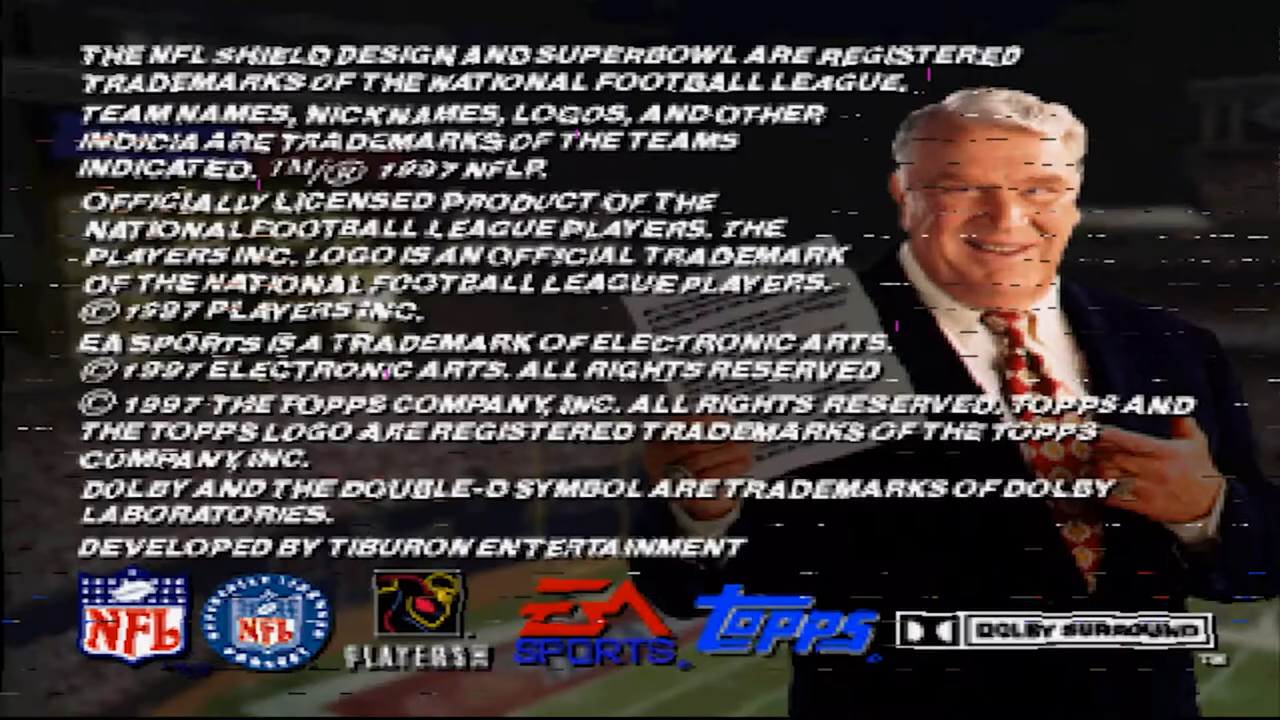 THE NFL SHIELD DESIGN AND SUPERBOWL ARE REGISTERED
TRADEMARKS OF THE NATIONAL FOOTBALL LEAGUE.
TEAM NAMES, NICKNAMES, LOGOS, AND OTHER
INDICIA ARE TRADEMARKS OF THE TEAMS
INDICATED. TM/® 1997 NFLP.
OFFICIALLY LICENSED PRODUCT OF THE
NATIONAL FOOTBALL LEAGUE PLAYERS. THE
PLAYERS INC. LOGO IS AN OFFICIAL TRADEMARK
OF THE NATIONAL FOOTBALL LEAGUE PLAYERS.
© 1997 PLAYERS INC.
EA SPORTS IS A TRADEMARK OF ELECTRONIC ARTS.
© 1997 ELECTRONIC ARTS. ALL RIGHTS RESERVED
© 1997 THE TOPPS COMPANY, INC. ALL RIGHTS RESERVED. TOPPS AND
THE TOPPS LOGO ARE REGISTERED TRADEMARKS OF THE TOPPS
COMPANY, INC.
DOLBY AND THE DOUBLE-D SYMBOL ARE TRADEMARKS OF DOLBY
LABORATORIES.
DEVELOPED BY TIBURON ENTERTAINMENT
NFL
NFL
EA
SPORTS
TOPPS
DOLBY SURROUND
TM